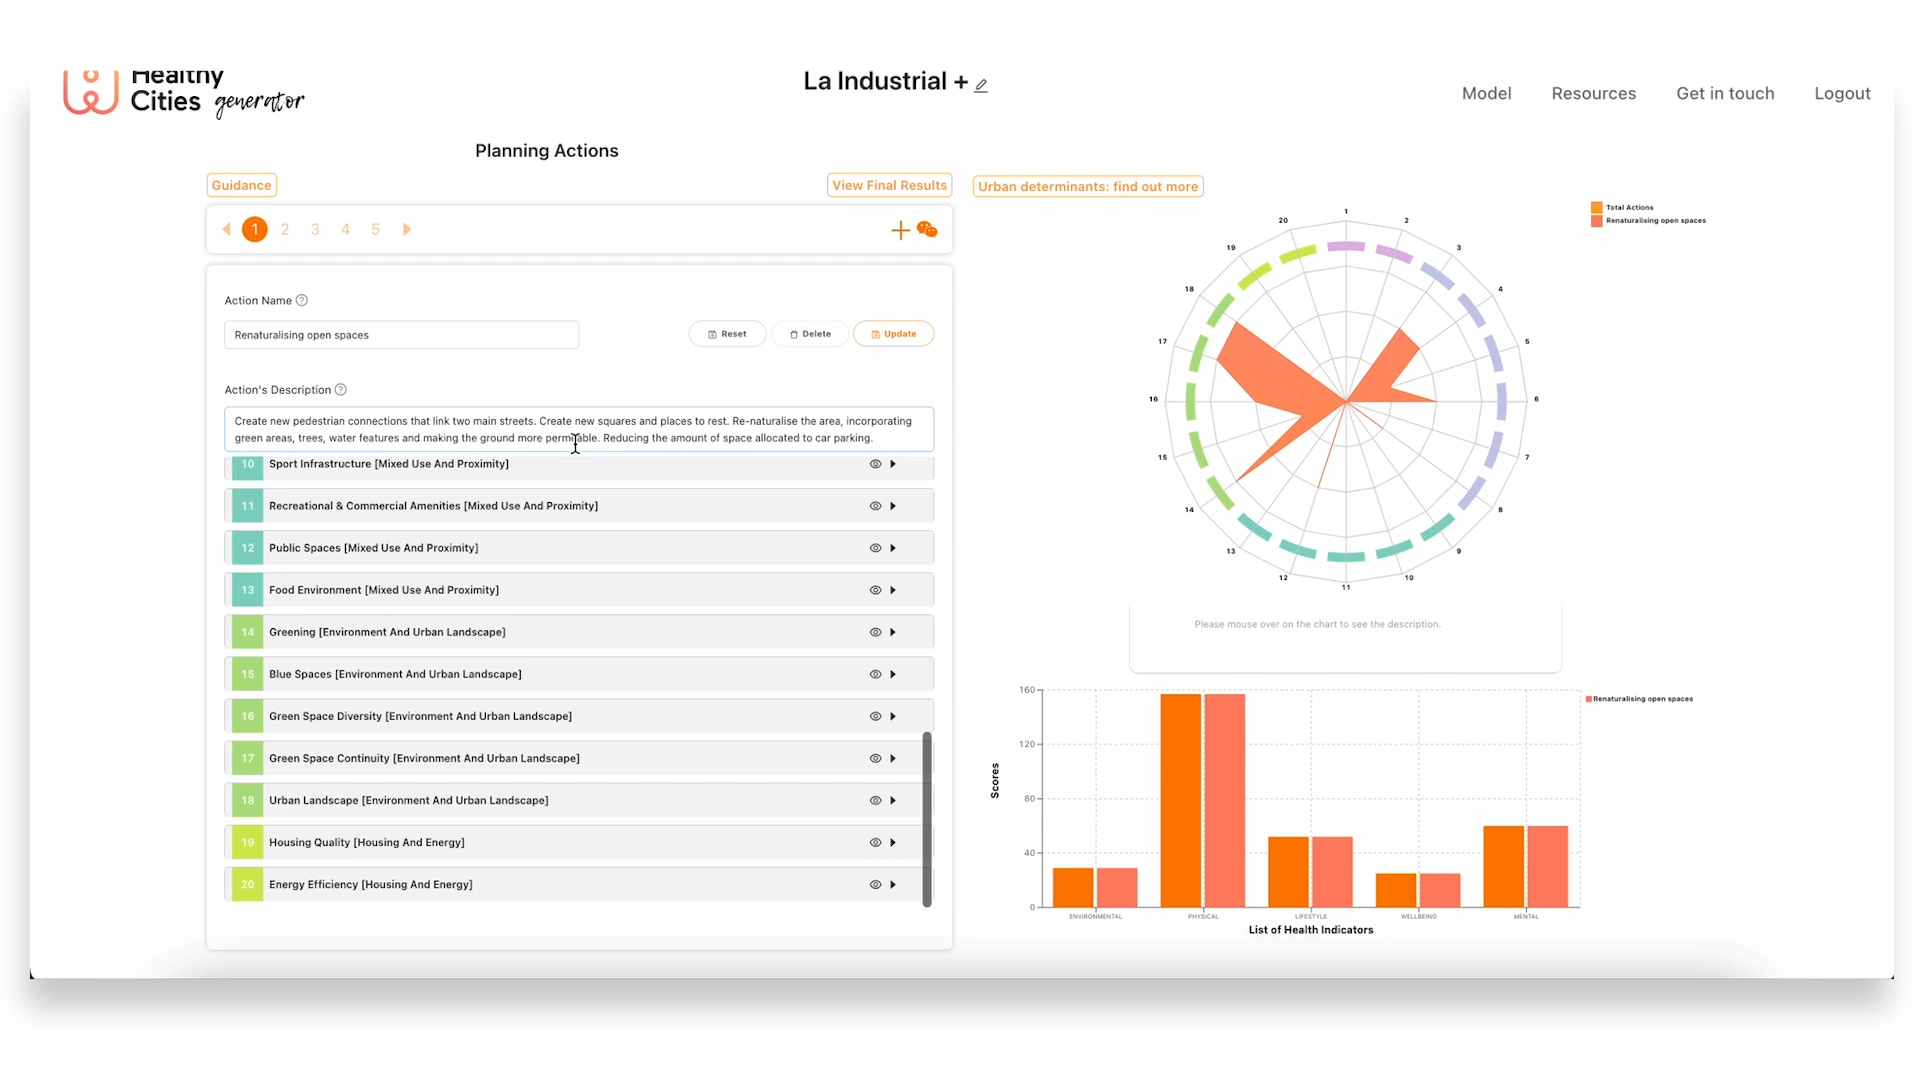 Healthy
Cities generator
La Industrial +
Model
Resources
Get in touch
Logout
Planning Actions
Guidance
View Final Results
Urban determinants: find out more
1
2
3
4
5
Action Name ?
Renaturalising open spaces
Reset
Delete
Update
Action's Description ?
Create new pedestrian connections that link two main streets. Create new squares and places to rest. Re-naturalise the area, incorporating
green areas, trees, water features and making the ground more permeable. Reducing the amount of space allocated to car parking.
10 Sport Infrastructure [Mixed Use And Proximity]
11 Recreational & Commercial Amenities [Mixed Use And Proximity]
12 Public Spaces [Mixed Use And Proximity]
13 Food Environment [Mixed Use And Proximity]
14 Greening [Environment And Urban Landscape]
15 Blue Spaces [Environment And Urban Landscape]
16 Green Space Diversity [Environment And Urban Landscape]
17 Green Space Continuity [Environment And Urban Landscape]
18 Urban Landscape [Environment And Urban Landscape]
19 Housing Quality [Housing And Energy]
20 Energy Efficiency [Housing And Energy]
Total Actions
Renaturalising open spaces
1
2
3
4
5
6
7
8
9
10
11
12
13
14
15
16
17
18
19
20
Please mouse over on the chart to see the description.
160
120
80
40
0
Scores
ENVIRONMENTAL
PHYSICAL
LIFESTYLE
WELLBEING
MENTAL
List of Health Indicators
Renaturalising open spaces